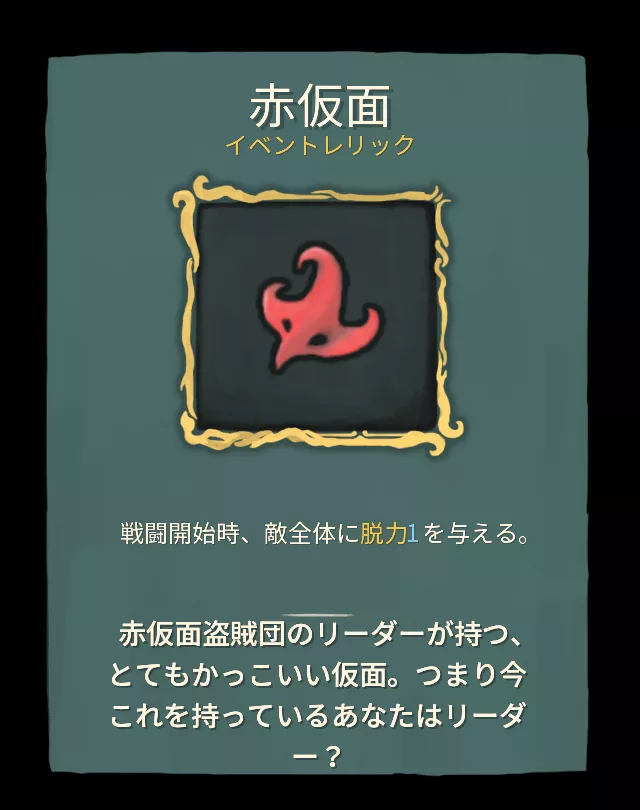 赤仮面
イベントレリック
戦闘開始時、敵全体に脱力1を与える。
赤仮面盗賊団のリーダーが持つ、
とてもかっこいい仮面。つまり今
これを持っているあなたはリーダ
ー？